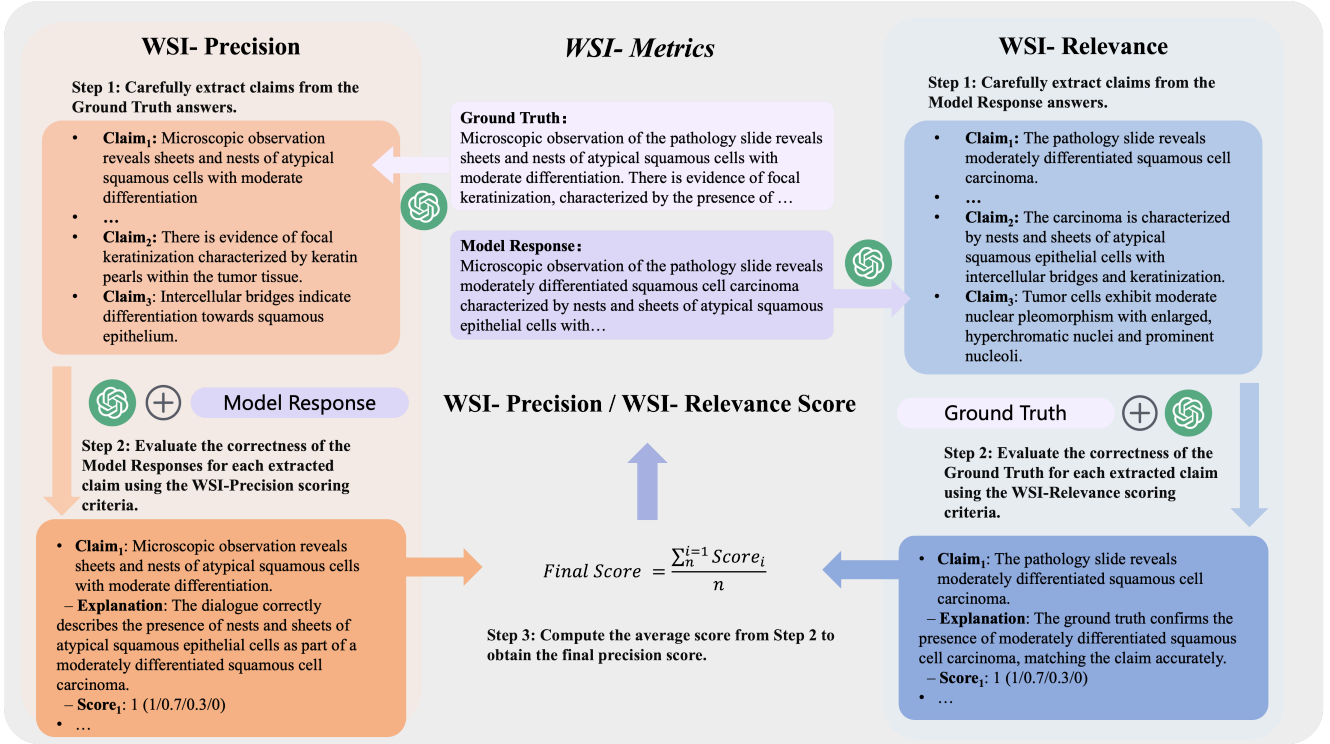 WSI- Precision
Step 1: Carefully extract claims from the
Ground Truth answers.
• Claim₁: Microscopic observation
reveals sheets and nests of atypical
squamous cells with moderate
differentiation
• …
• Claim₂: There is evidence of focal
keratinization characterized by keratin
pearls within the tumor tissue.
• Claim₃: Intercellular bridges indicate
differentiation towards squamous
epithelium.
Model Response
Step 2: Evaluate the correctness of the
Model Responses for each extracted
claim using the WSI-Precision scoring
criteria.
• Claim₁: Microscopic observation reveals
sheets and nests of atypical squamous cells
with moderate differentiation.
– Explanation: The dialogue correctly
describes the presence of nests and sheets of
atypical squamous epithelial cells as part of a
moderately differentiated squamous cell
carcinoma.
– Score₁: 1 (1/0.7/0.3/0)
• …
WSI- Metrics
Ground Truth：
Microscopic observation of the pathology slide reveals
sheets and nests of atypical squamous cells with
moderate differentiation. There is evidence of focal
keratinization, characterized by the presence of …
Model Response：
Microscopic observation of the pathology slide reveals
moderately differentiated squamous cell carcinoma
characterized by nests and sheets of atypical squamous
epithelial cells with…
WSI- Precision / WSI- Relevance Score
Final Score = ∑ₙⁱ⁼¹ Scoreᵢ / n
Step 3: Compute the average score from Step 2 to
obtain the final precision score.
WSI- Relevance
Step 1: Carefully extract claims from the
Model Response answers.
• Claim₁: The pathology slide reveals
moderately differentiated squamous cell
carcinoma.
• …
• Claim₂: The carcinoma is characterized
by nests and sheets of atypical
squamous epithelial cells with
intercellular bridges and keratinization.
• Claim₃: Tumor cells exhibit moderate
nuclear pleomorphism with enlarged,
hyperchromatic nuclei and prominent
nucleoli.
Ground Truth
Step 2: Evaluate the correctness of the
Ground Truth for each extracted claim
using the WSI-Relevance scoring
criteria.
• Claim₁: The pathology slide reveals
moderately differentiated squamous cell
carcinoma.
– Explanation: The ground truth confirms the
presence of moderately differentiated squamous
cell carcinoma, matching the claim accurately.
– Score₁: 1 (1/0.7/0.3/0)
• …